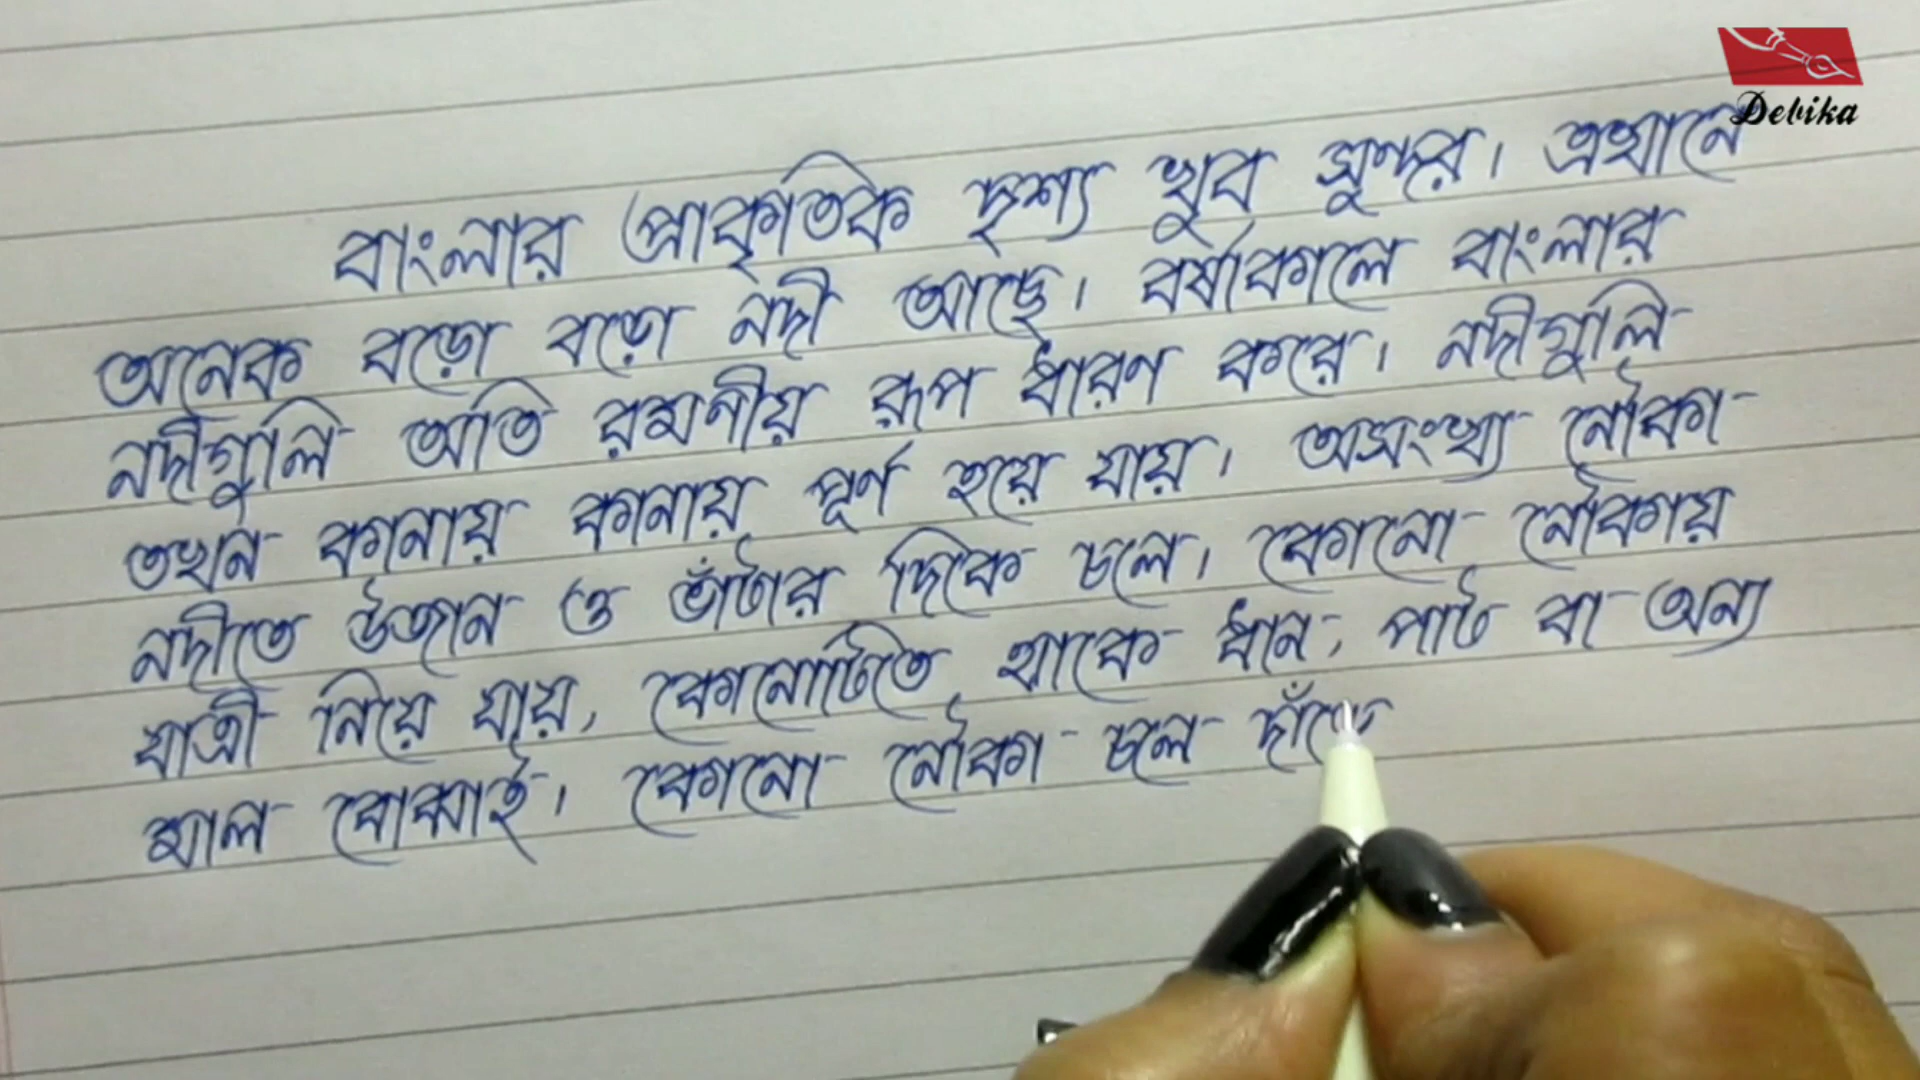 Debika
বাংলার প্রাকৃতিক দৃশ্য খুব সুন্দর। এখানে
অনেক বড়ো বড়ো নদী আছে। বর্ষাকালে বাংলার
নদীগুলি অতি রমণীয় রূপ ধারণ করে। নদীগুলি
তখন কানায় কানায় পূর্ণ হয়ে যায়। অসংখ্য নৌকা
নদীতে উজান ও ভাঁটার দিকে চলে। কোনো নৌকায়
যাত্রী নিয়ে যায়, কোনোটিতে থাকে ধান, পাট বা অন্য
মাল বোঝাই। কোনো নৌকা চলে